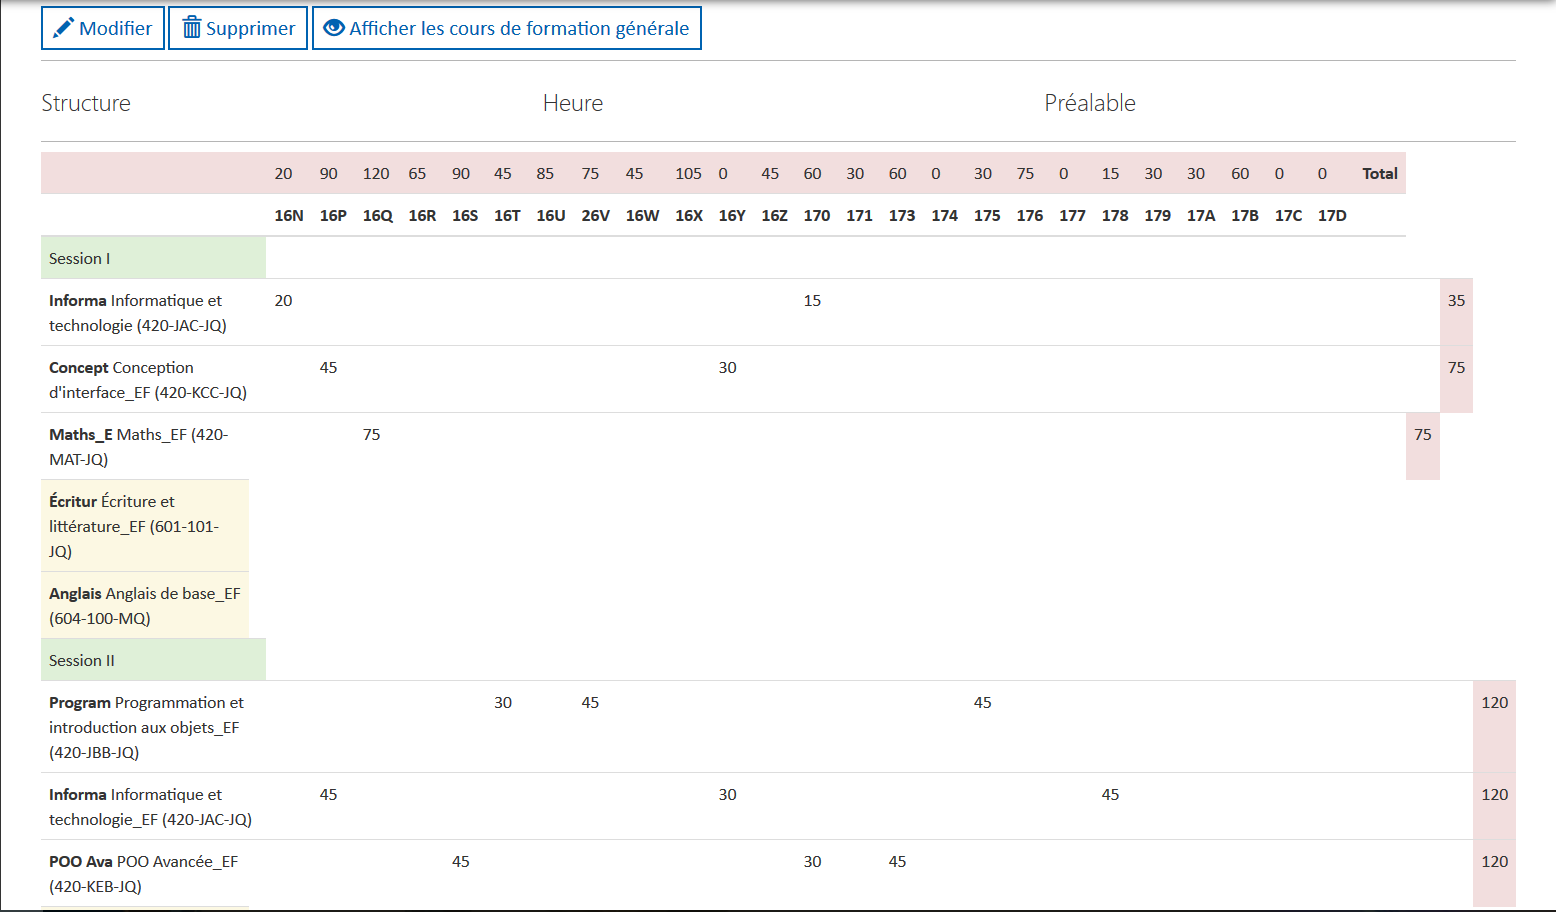 Modifier Supprimer Afficher les cours de formation générale
Structure Heure Préalable
20 90 120 65 90 45 85 75 45 105 0 45 60 30 60 0 30 75 0 15 30 30 60 0 0 Total
16N 16P 16Q 16R 16S 16T 16U 26V 16W 16X 16Y 16Z 170 171 173 174 175 176 177 178 179 17A 17B 17C 17D
Session I
Informa Informatique et 20 15 35
technologie (420-JAC-JQ)
Concept Conception 45 30 75
d'interface_EF (420-KCC-JQ)
Maths_E Maths_EF (420- 75 75
MAT-JQ)
Écritur Écriture et
littérature_EF (601-101-
JQ)
Anglais Anglais de base_EF
(604-100-MQ)
Session II
Program Programmation et 30 45 45 120
introduction aux objets_EF
(420-JBB-JQ)
Informa Informatique et 45 30 45 120
technologie_EF (420-JAC-JQ)
POO Ava POO Avancée_EF 45 30 45 120
(420-KEB-JQ)